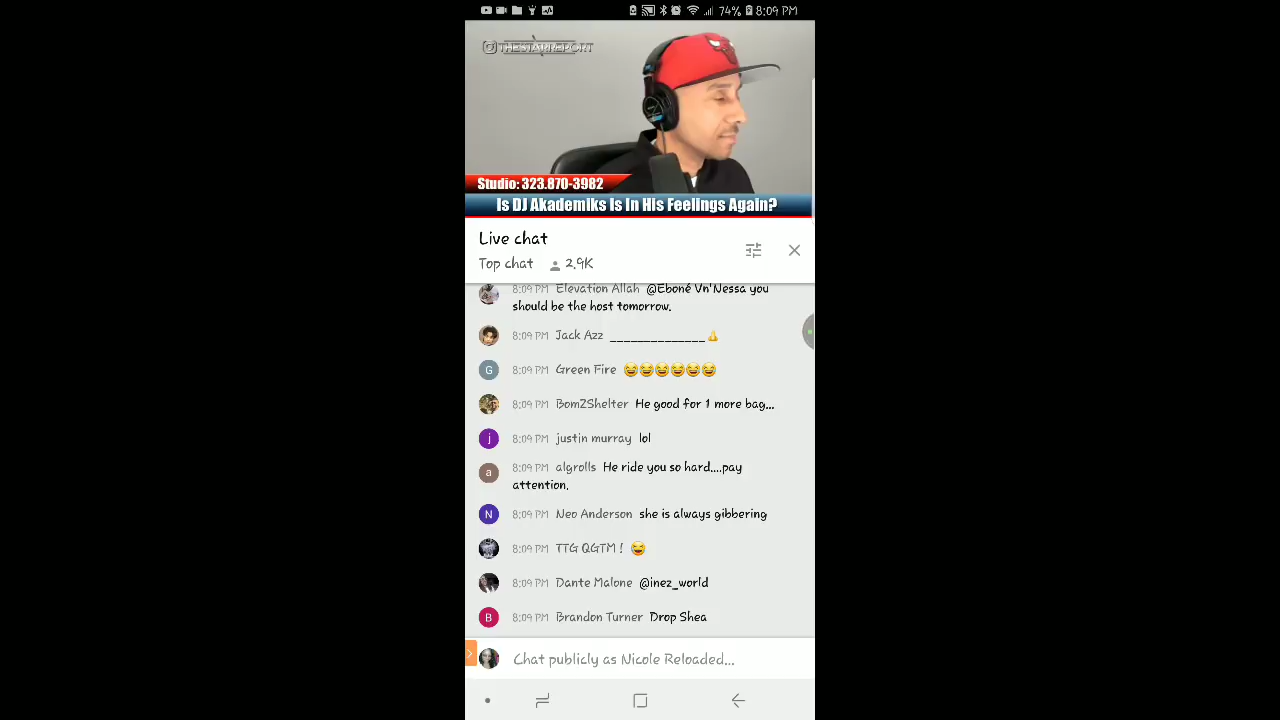 74% 8:09 PM
THESTARREPORT
Studio: 323.870-3982
Is DJ Akademiks Is In His Feelings Again?
Live chat
Top chat 2.9K
8:09 PM Elevation Allah @Eboné Vn'Nessa you
should be the host tomorrow.
8:09 PM Jack Azz ______________👃
G 8:09 PM Green Fire 😆😆😆😆😆😆
8:09 PM BomZShelter He good for 1 more bag...
j 8:09 PM justin murray lol
a 8:09 PM algrolls He ride you so hard....pay
attention.
N 8:09 PM Neo Anderson she is always gibbering
8:09 PM TTG QGTM ! 😆
8:09 PM Dante Malone @inez_world
B 8:09 PM Brandon Turner Drop Shea
Chat publicly as Nicole Reloaded...